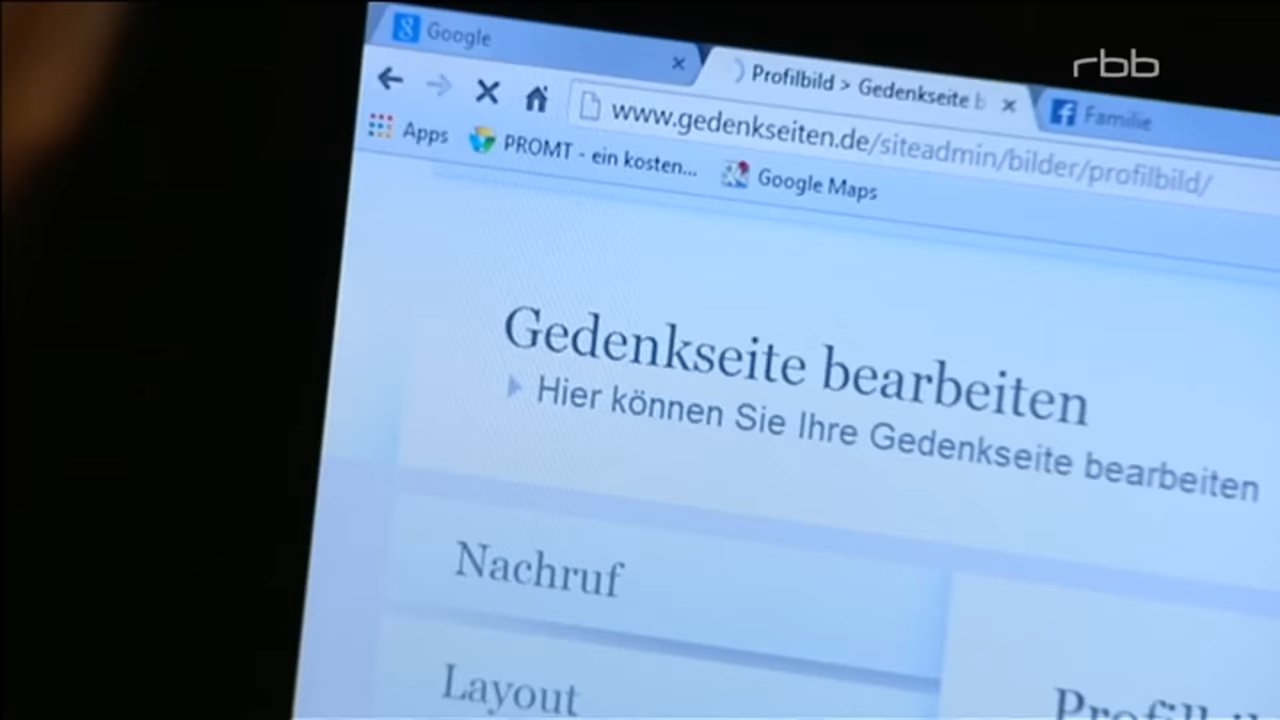 Google
Profilbild > Gedenkseite b
Familie
rbb
www.gedenkseiten.de/siteadmin/bilder/profilbild/
Apps
PROMT - ein kosten...
Google Maps
Gedenkseite bearbeiten
Hier können Sie Ihre Gedenkseite bearbeiten
Nachruf
Layout
Profilbi